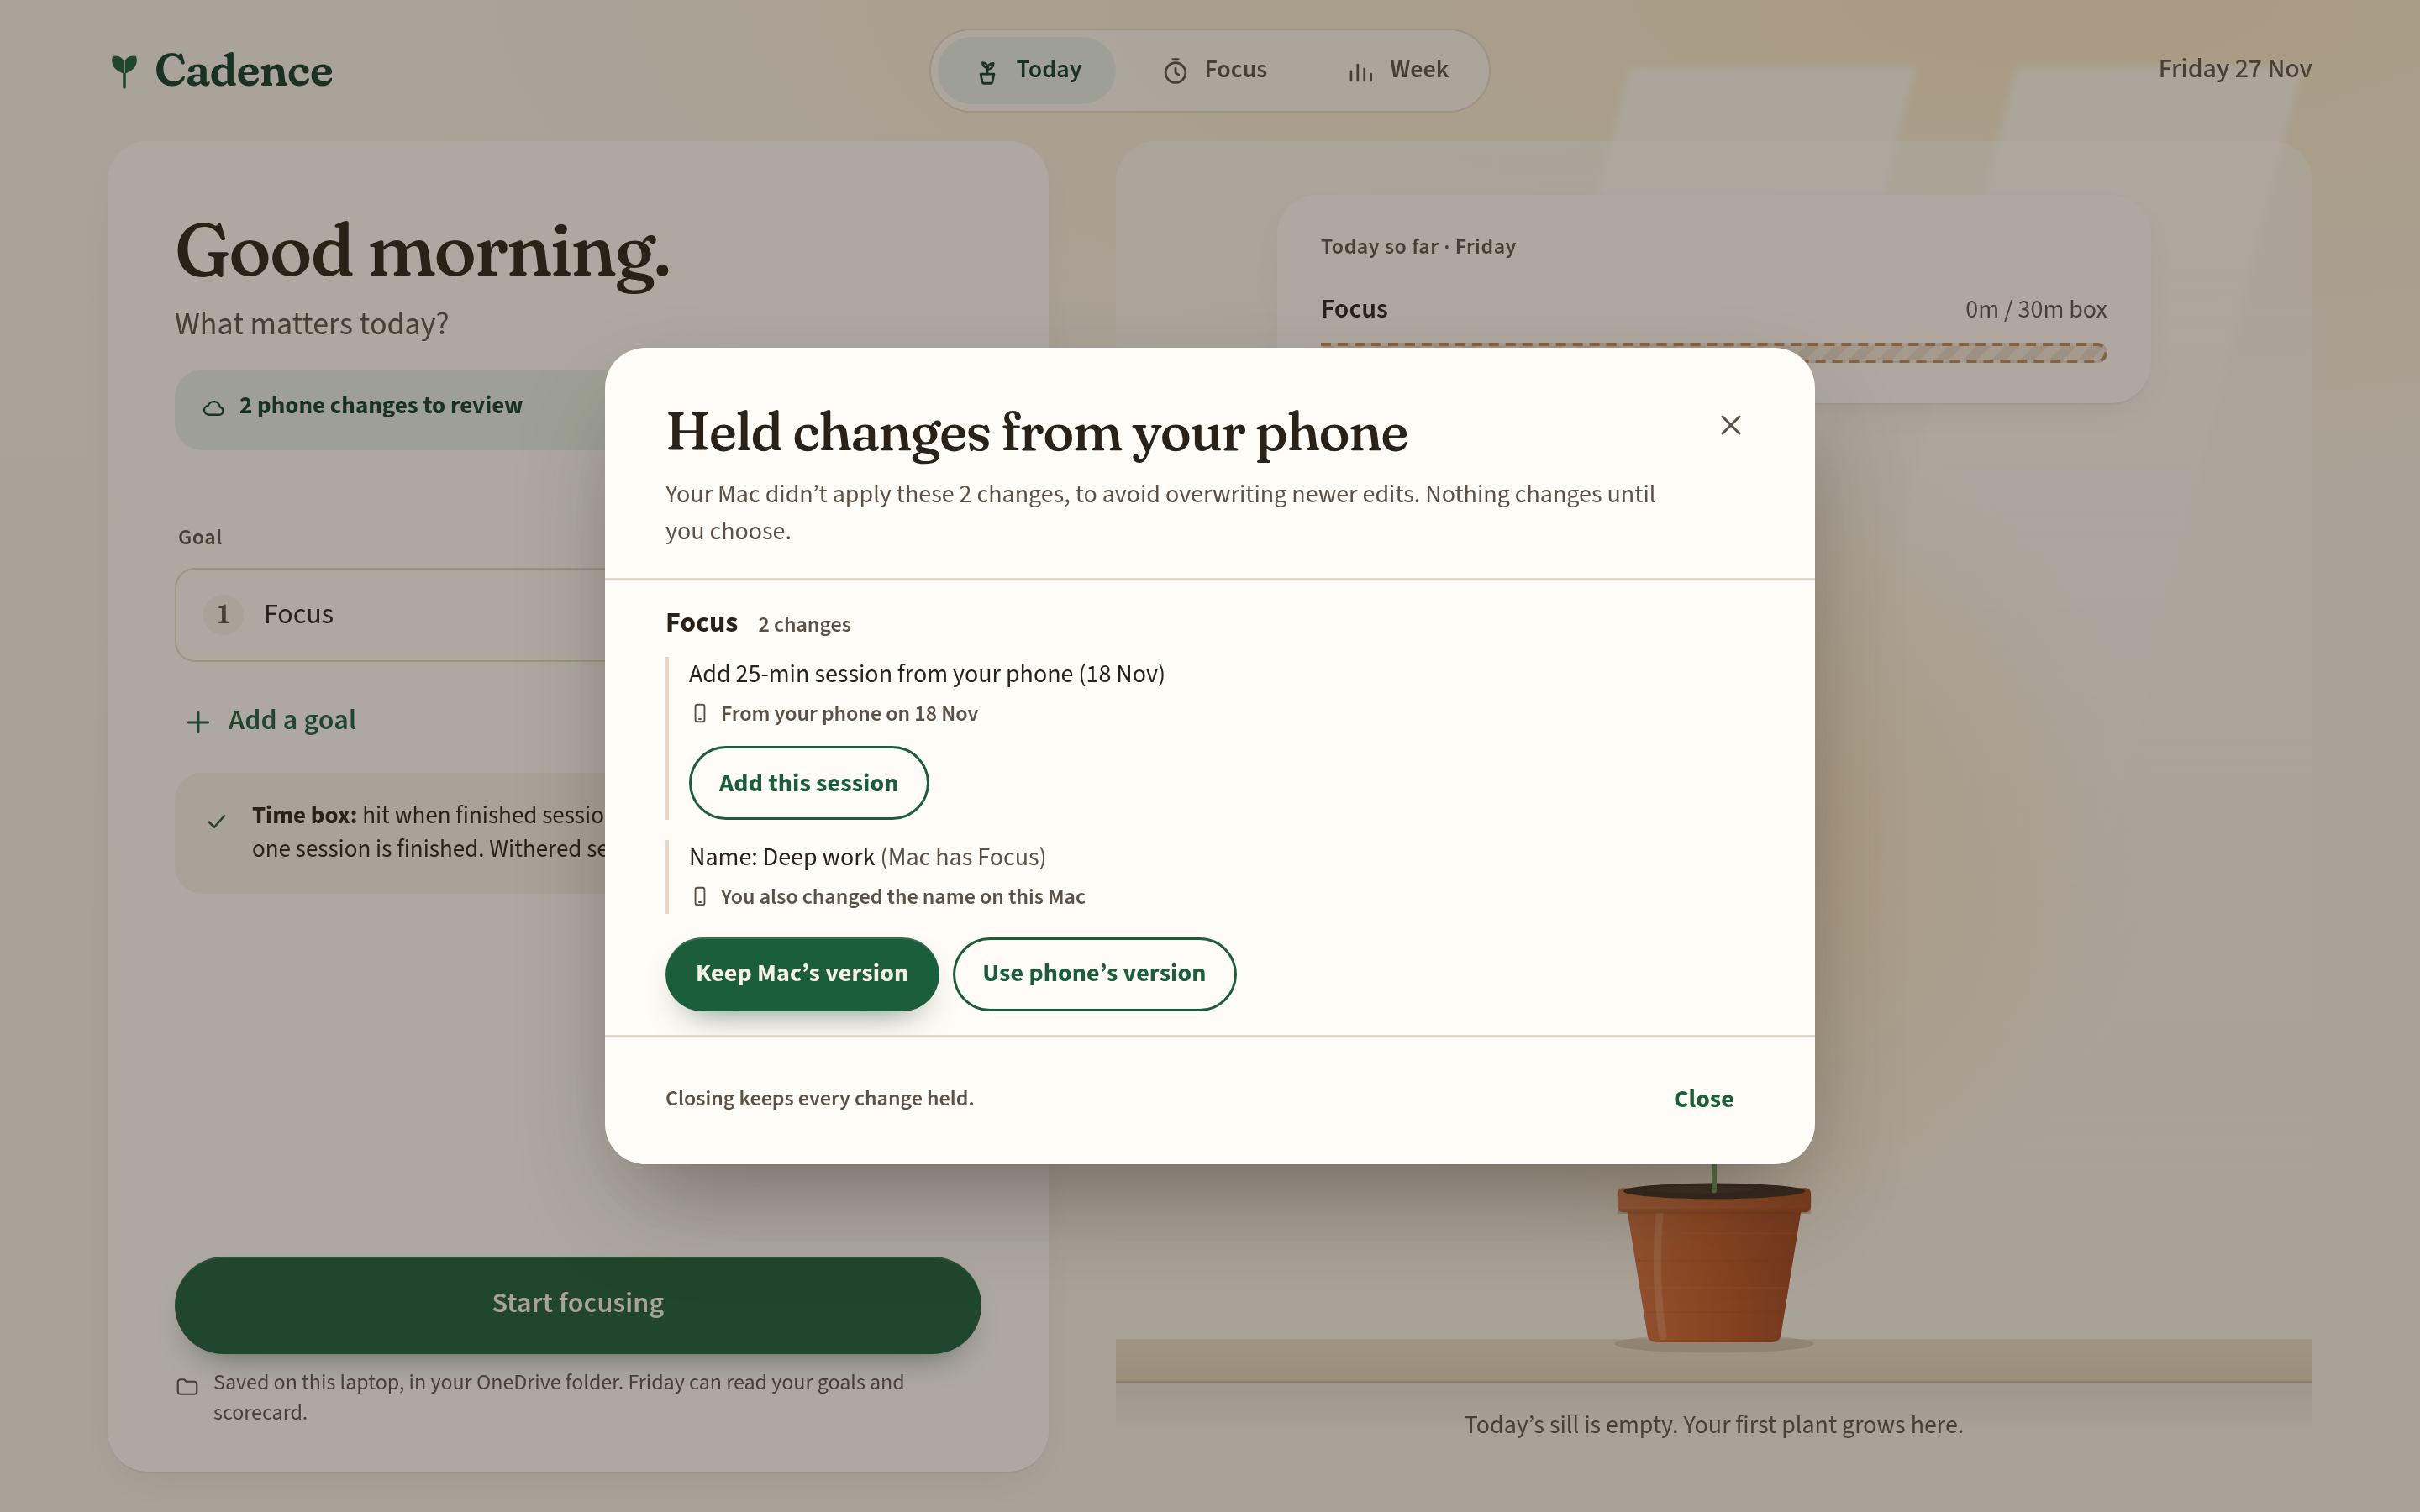 Cadence
Today
Focus
Week
Friday 27 Nov
Good morning.
What matters today?
2 phone changes to review
Goal
1 Focus
Add a goal
Time box: hit when finished sessio
one session is finished. Withered se
Start focusing
Saved on this laptop, in your OneDrive folder. Friday can read your goals and
scorecard.
Today so far · Friday
Focus
0m / 30m box
Held changes from your phone
Your Mac didn’t apply these 2 changes, to avoid overwriting newer edits. Nothing changes until
you choose.
Focus 2 changes
Add 25-min session from your phone (18 Nov)
From your phone on 18 Nov
Add this session
Name: Deep work (Mac has Focus)
You also changed the name on this Mac
Keep Mac’s version
Use phone’s version
Closing keeps every change held.
Close
Today’s sill is empty. Your first plant grows here.